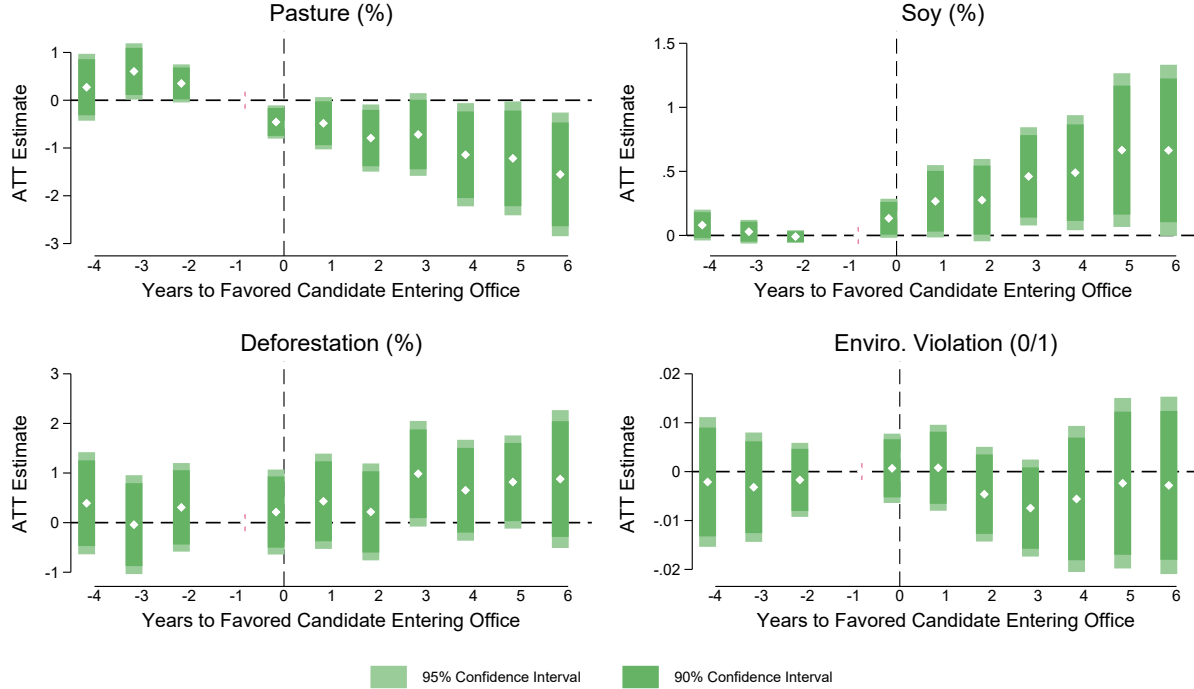 Pasture (%)
ATT Estimate
1
0
-1
-2
-3
-4 -3 -2 -1 0 1 2 3 4 5 6
Years to Favored Candidate Entering Office
Soy (%)
ATT Estimate
1.5
1
.5
0
-4 -3 -2 -1 0 1 2 3 4 5 6
Years to Favored Candidate Entering Office
Deforestation (%)
ATT Estimate
3
2
1
0
-1
-4 -3 -2 -1 0 1 2 3 4 5 6
Years to Favored Candidate Entering Office
Enviro. Violation (0/1)
ATT Estimate
.02
.01
0
-.01
-.02
-4 -3 -2 -1 0 1 2 3 4 5 6
Years to Favored Candidate Entering Office
95% Confidence Interval
90% Confidence Interval